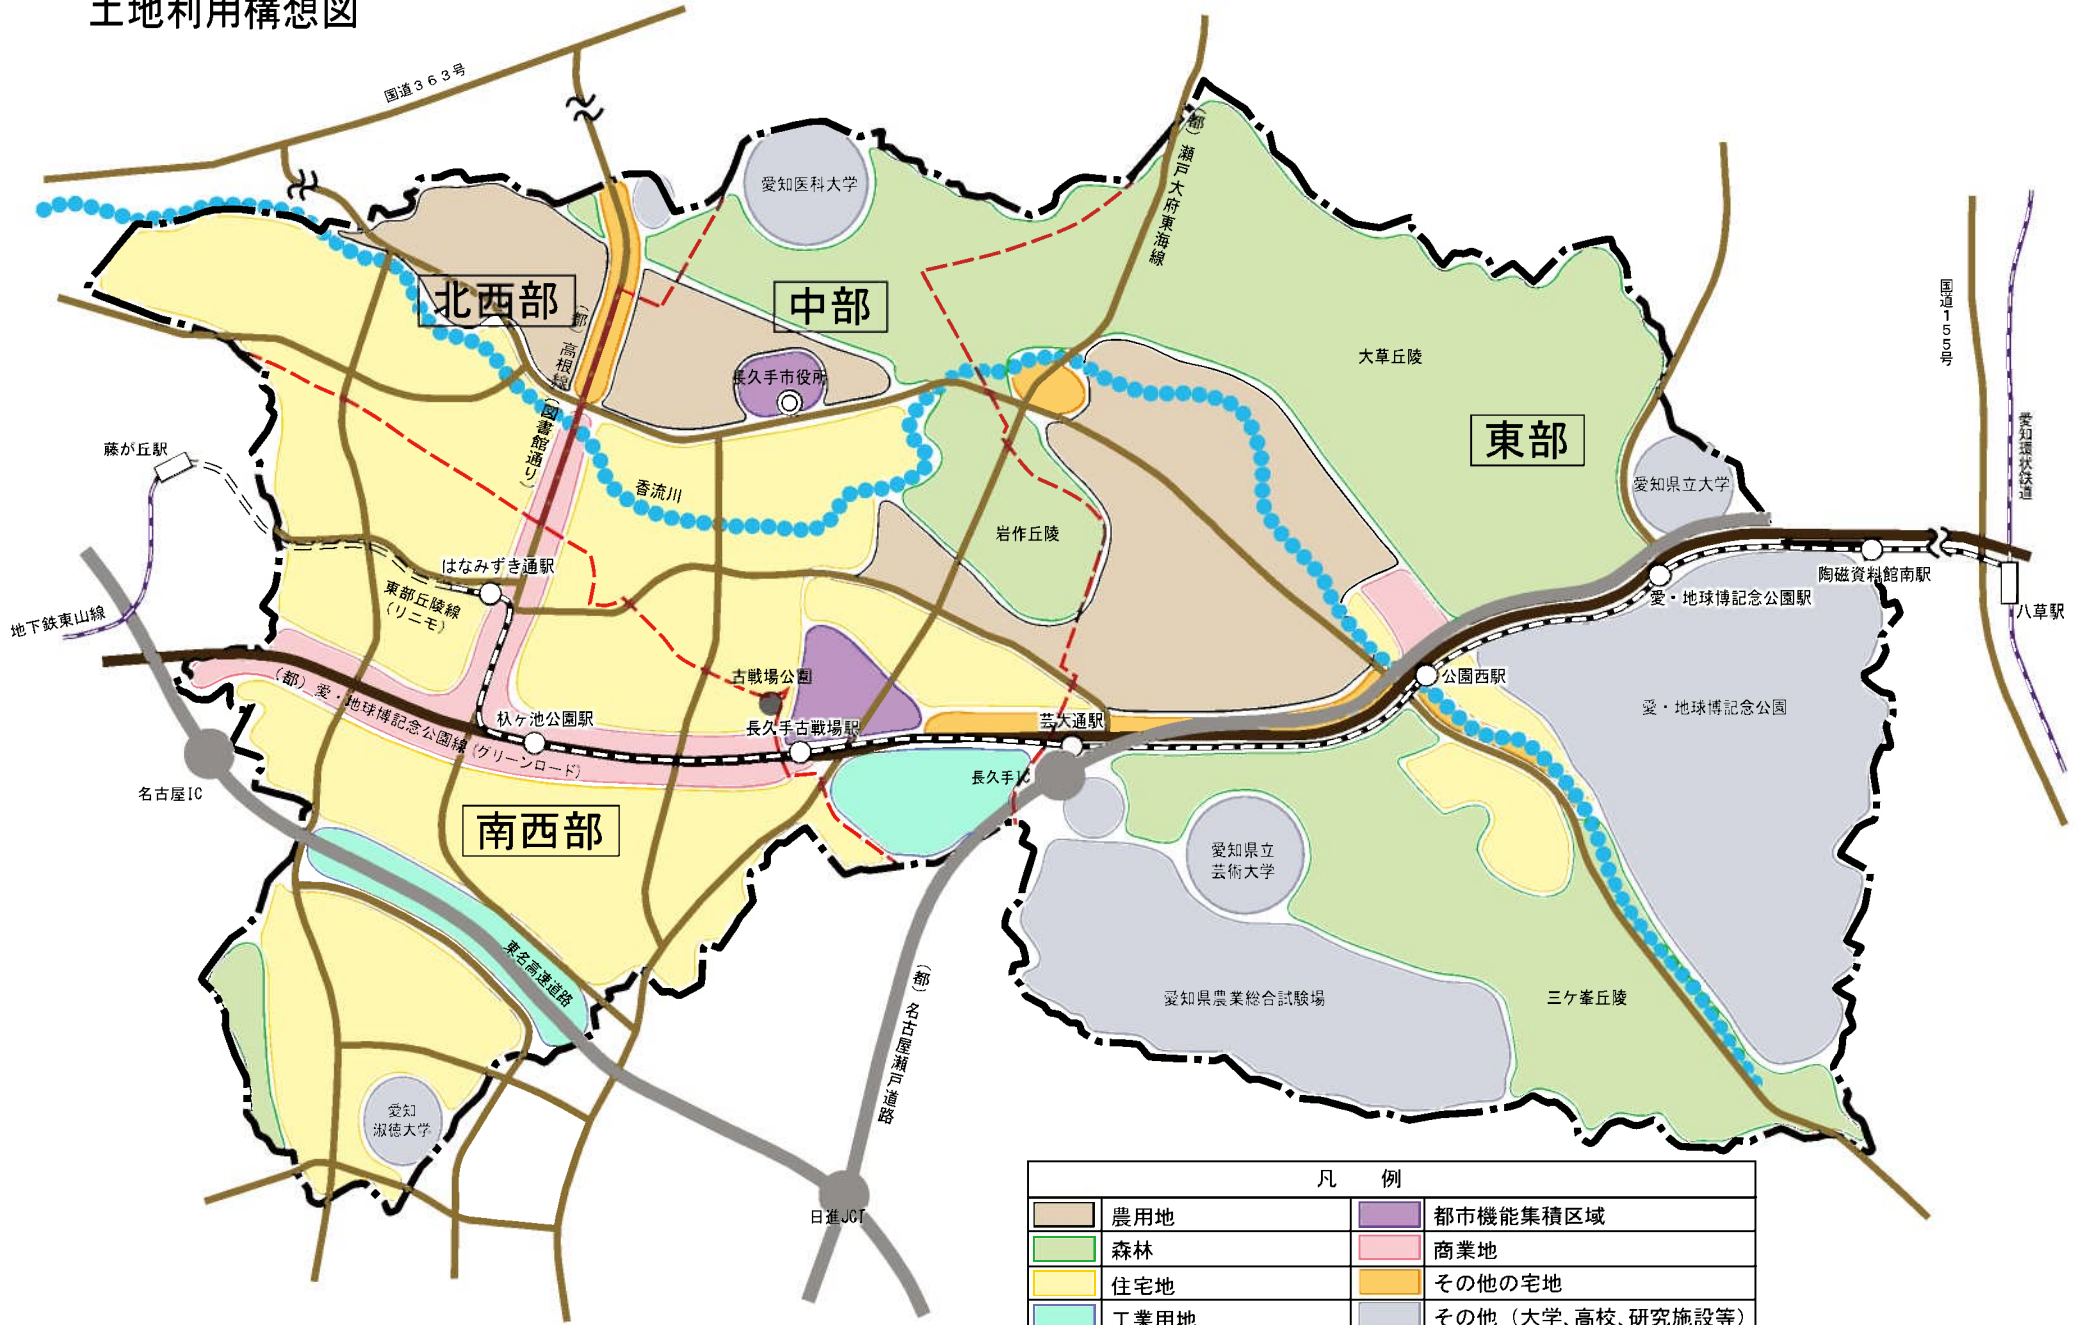 土地利用構想図
国道363号
愛知医科大学
(都)瀬戸大府東海線
北西部
中部
(都)高根線(図書館通り)
長久手市役所
大草丘陵
国道155号
愛知環状鉄道
東部
藤が丘駅
香流川
愛知県立大学
岩作丘陵
はなみずき通駅
東部丘陵線
(リニモ)
地下鉄東山線
陶磁資料館南駅
愛・地球博記念公園駅
八草駅
古戦場公園
公園西駅
(都)愛・地球博記念公園線(グリーンロード)
杁ヶ池公園駅
長久手古戦場駅
芸大通駅
愛・地球博記念公園
長久手IC
名古屋IC
南西部
愛知県立
芸術大学
東名高速道路
(都)名古屋瀬戸道路
愛知県農業総合試験場
三ケ峯丘陵
愛知
淑徳大学
日進JCT
凡 例
農用地
都市機能集積区域
森林
商業地
住宅地
その他の宅地
工業用地
その他(大学、高校、研究施設等)